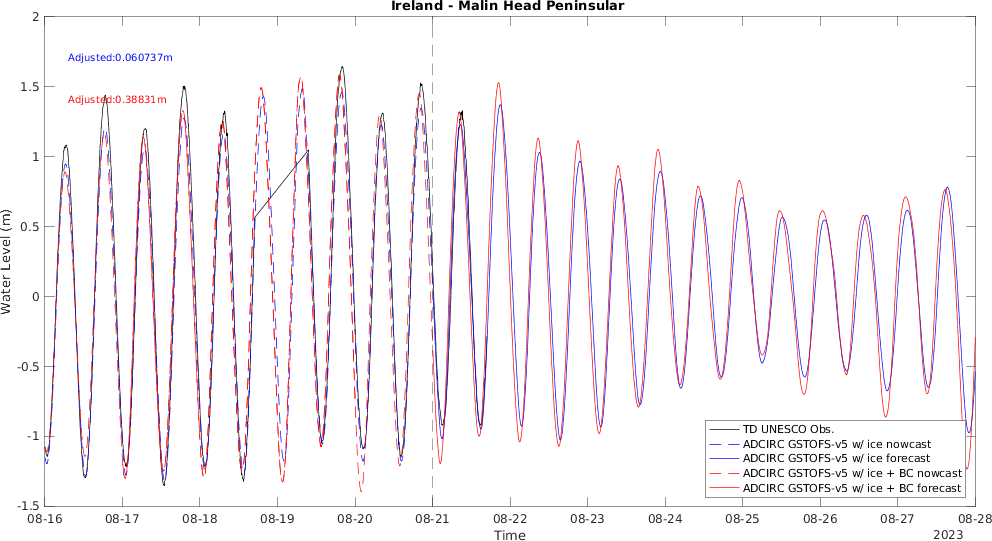 Ireland - Malin Head Peninsular
2
1.5
1
0.5
0
-0.5
-1
-1.5
Water Level (m)
Adjusted:0.060737m
Adjusted:0.38831m
TD UNESCO Obs.
ADCIRC GSTOFS-v5 w/ ice nowcast
ADCIRC GSTOFS-v5 w/ ice forecast
ADCIRC GSTOFS-v5 w/ ice + BC nowcast
ADCIRC GSTOFS-v5 w/ ice + BC forecast
08-16 08-17 08-18 08-19 08-20 08-21 08-22 08-23 08-24 08-25 08-26 08-27 08-28
Time
2023